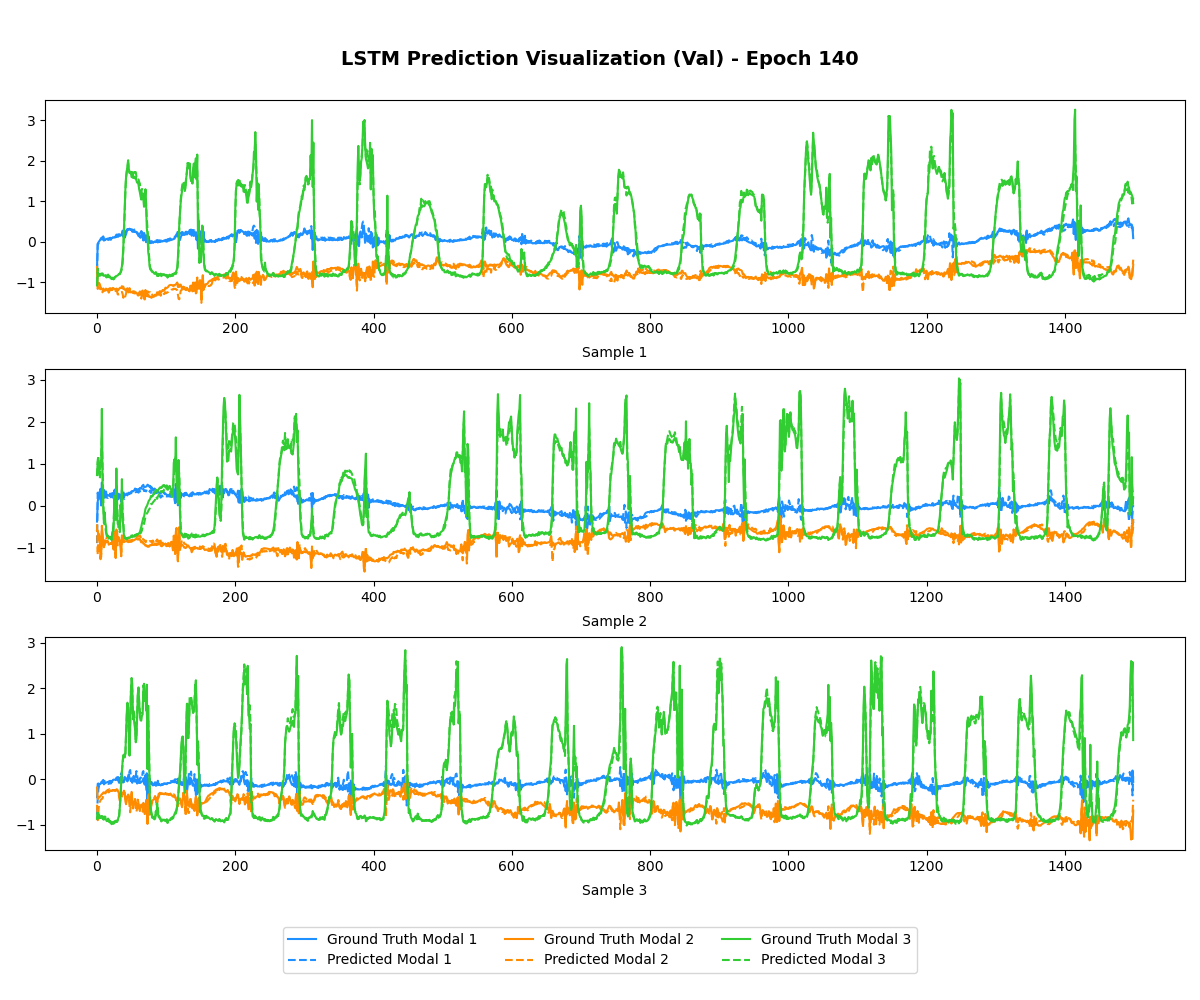 LSTM Prediction Visualization (Val) - Epoch 140
3
2
1
0
−1
0 200 400 600 800 1000 1200 1400
Sample 1
3
2
1
0
−1
0 200 400 600 800 1000 1200 1400
Sample 2
3
2
1
0
−1
0 200 400 600 800 1000 1200 1400
Sample 3
Ground Truth Modal 1 Ground Truth Modal 2 Ground Truth Modal 3
Predicted Modal 1 Predicted Modal 2 Predicted Modal 3